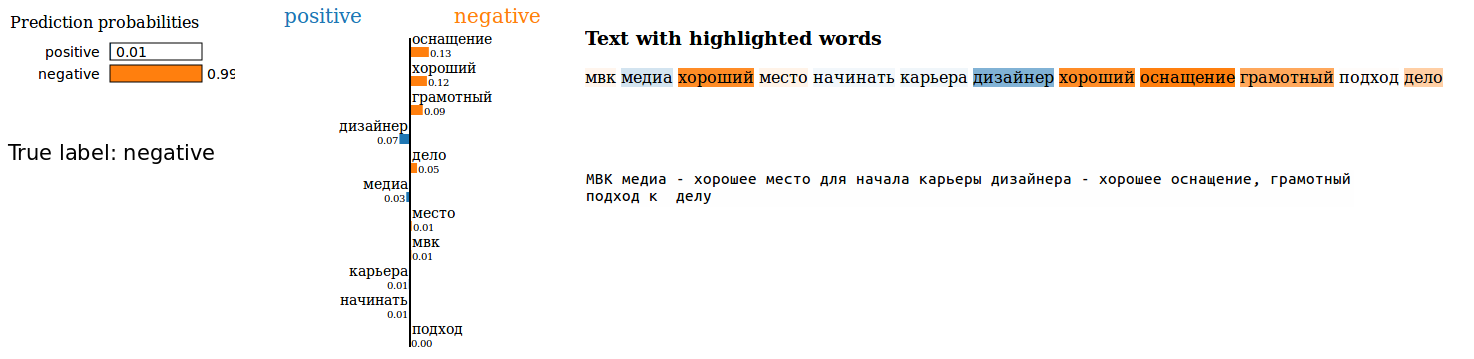 Prediction probabilities
positive 0.01
negative 0.99
True label: negative
positive negative
оснащение
0.13
хороший
0.12
грамотный
0.09
дизайнер
0.07
дело
0.05
медиа
0.03
место
0.01
мвк
0.01
карьера
0.01
начинать
0.01
подход
0.00
Text with highlighted words
мвк медиа хороший место начинать карьера дизайнер хороший оснащение грамотный подход дело
МВК медиа - хорошее место для начала карьеры дизайнера - хорошее оснащение, грамотный
подход к  делу